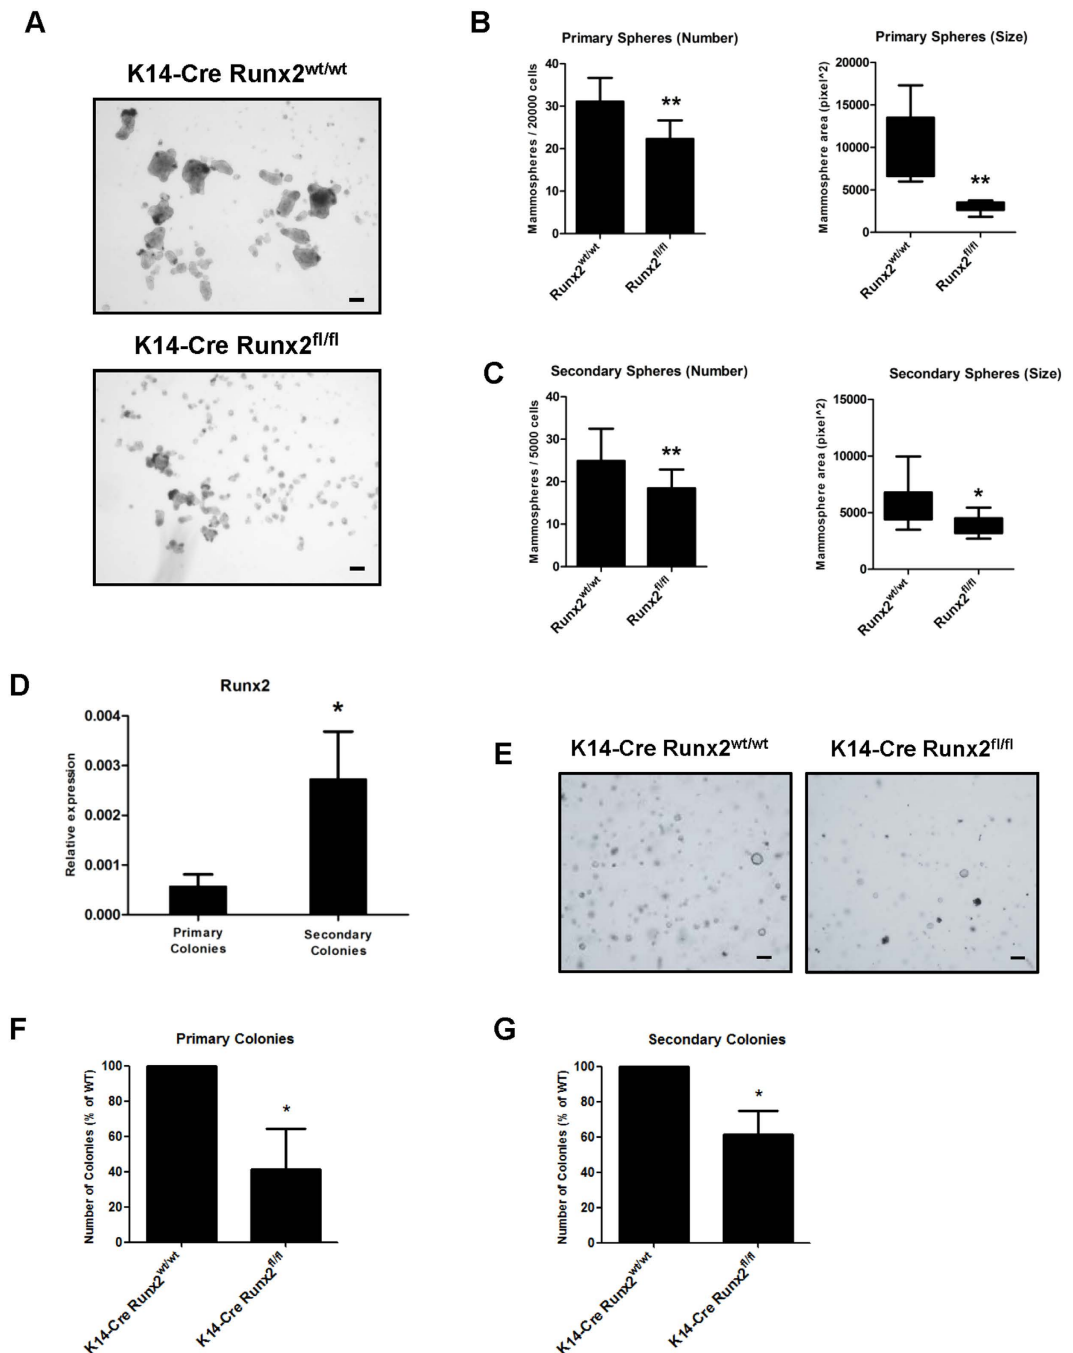 A
K14-Cre Runx2wt/wt
K14-Cre Runx2fl/fl
B
Primary Spheres (Number)
Mammospheres / 20000 cells
40
30
20
10
0
**
Runx2wt/wt
Runx2fl/fl
Primary Spheres (Size)
Mammosphere area (pixel^2)
20000
15000
10000
5000
0
**
Runx2wt/wt
Runx2fl/fl
C
Secondary Spheres (Number)
Mammospheres / 5000 cells
40
30
20
10
0
**
Runx2wt/wt
Runx2fl/fl
Secondary Spheres (Size)
Mammosphere area (pixel^2)
15000
10000
5000
0
*
Runx2wt/wt
Runx2fl/fl
D
Runx2
Relative expression
0.004
0.003
0.002
0.001
0.000
*
Primary
Colonies
Secondary
Colonies
E
K14-Cre Runx2wt/wt
K14-Cre Runx2fl/fl
F
Primary Colonies
Number of Colonies (% of WT)
100
80
60
40
20
0
*
K14-Cre Runx2wt/wt
K14-Cre Runx2fl/fl
G
Secondary Colonies
Number of Colonies (% of WT)
100
80
60
40
20
0
*
K14-Cre Runx2wt/wt
K14-Cre Runx2fl/fl